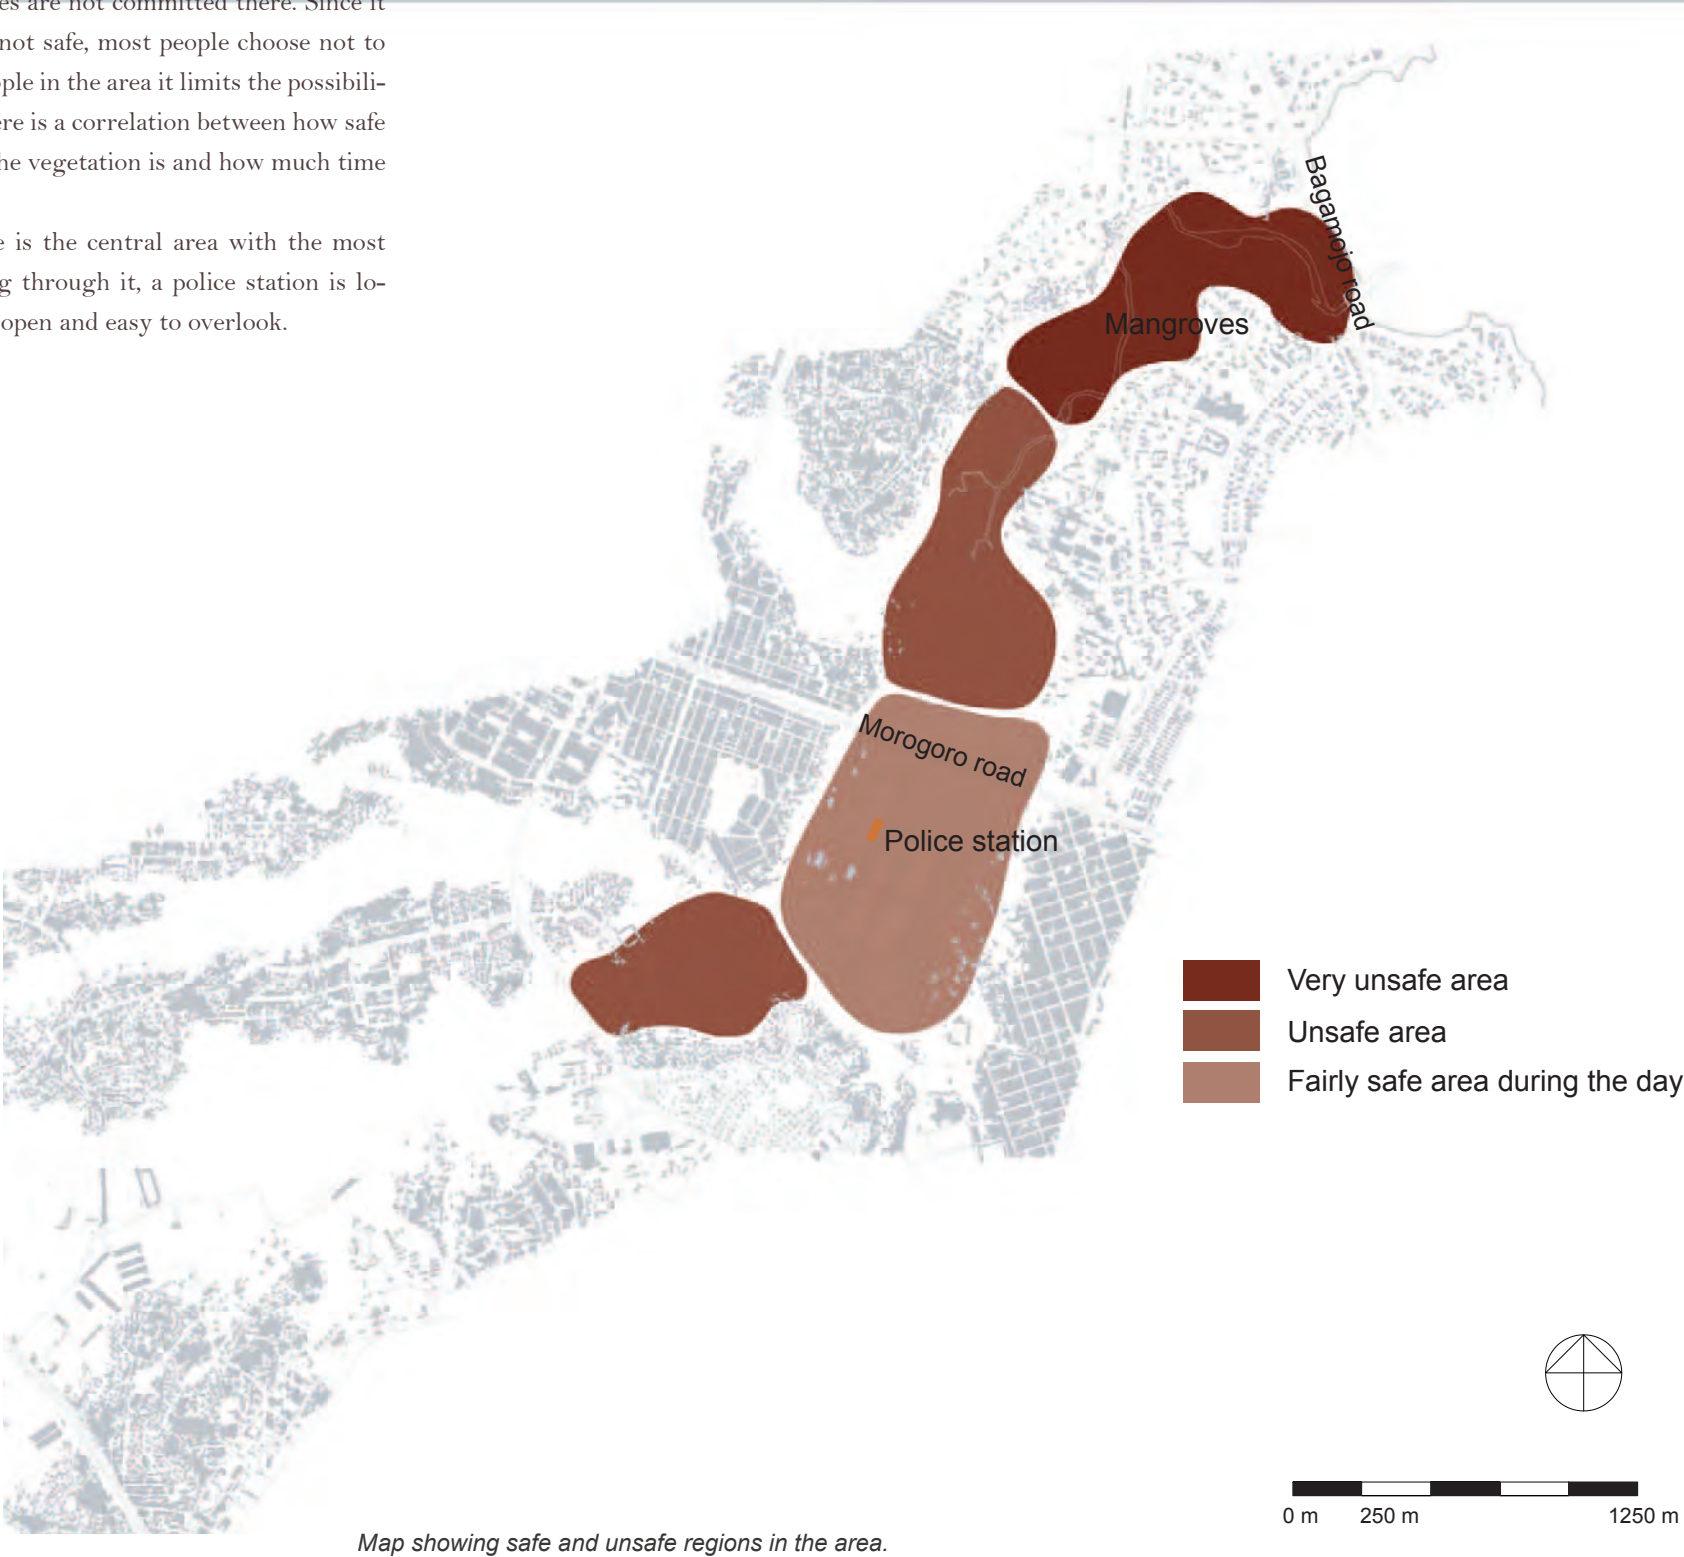 es are not committed there. Since it
not safe, most people choose not to
ple in the area it limits the possibili-
ere is a correlation between how safe
he vegetation is and how much time
e is the central area with the most
g through it, a police station is lo-
open and easy to overlook.
Bagamojo road
Mangroves
Morogoro road
Police station
Very unsafe area
Unsafe area
Fairly safe area during the day
0 m 250 m 1250 m
Map showing safe and unsafe regions in the area.